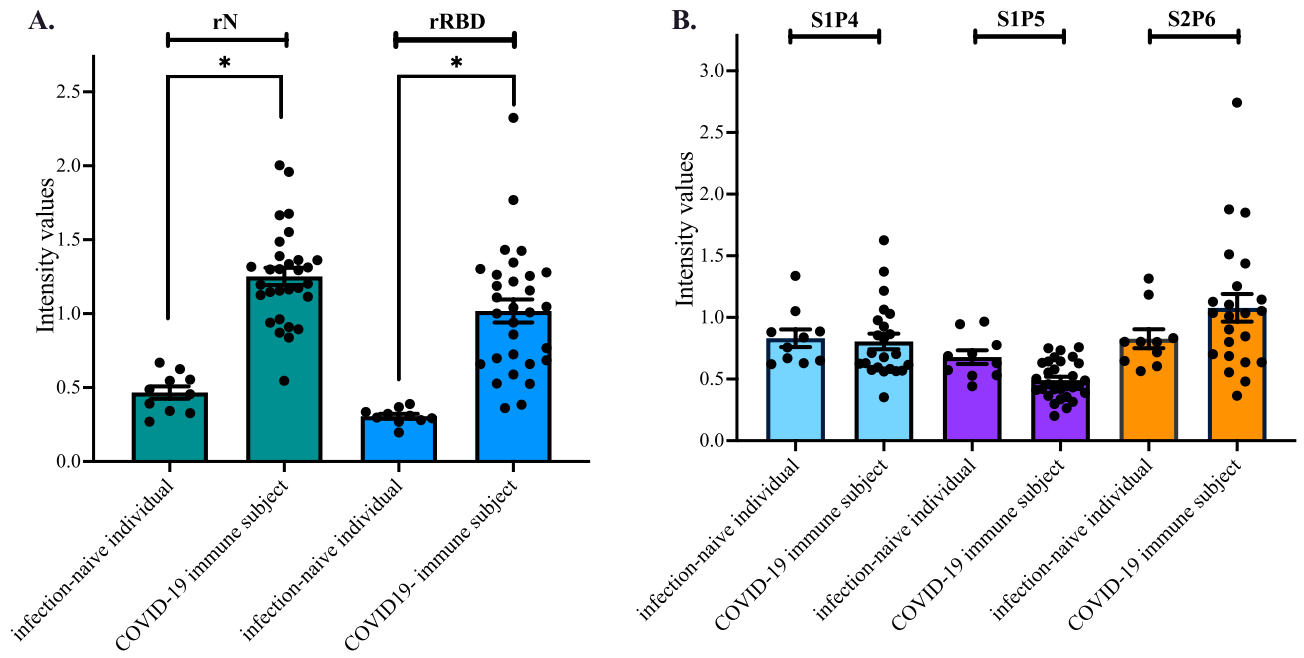 A.
rN
rRBD
*
*
Intensity values
2.5
2.0
1.5
1.0
0.5
0.0
infection-naive individual
COVID-19 immune subject
infection-naive individual
COVID19- immune subject
B.
S1P4
S1P5
S2P6
Intensity values
3.0
2.5
2.0
1.5
1.0
0.5
0.0
infection-naive individual
COVID-19 immune subject
infection-naive individual
COVID-19 immune subject
infection-naive individual
COVID-19 immune subject